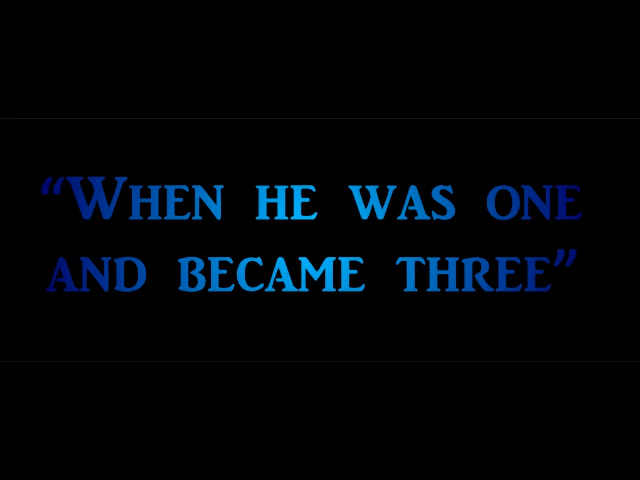 “When he was one
and became three”